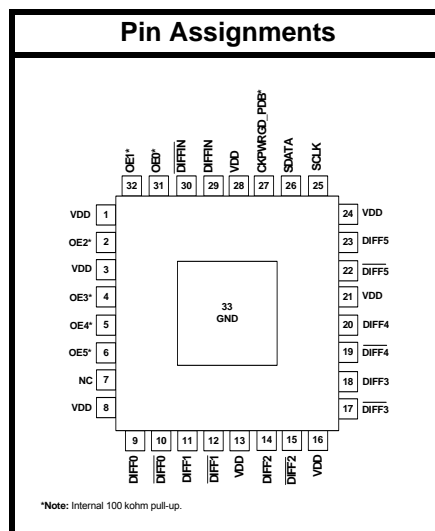 Pin Assignments
OE1*
OE0*
DIFFIN
DIFFIN
VDD
CKPWRGD_PDB*
SDATA
SCLK
32 31 30 29 28 27 26 25
VDD 1
OE2* 2
VDD 3
OE3* 4
OE4* 5
OE5* 6
NC 7
VDD 8
33
GND
24 VDD
23 DIFF5
22 DIFF5
21 VDD
20 DIFF4
19 DIFF4
18 DIFF3
17 DIFF3
9 10 11 12 13 14 15 16
DIFF0
DIFF0
DIFF1
DIFF1
VDD
DIFF2
DIFF2
VDD
*Note: Internal 100 kohm pull-up.